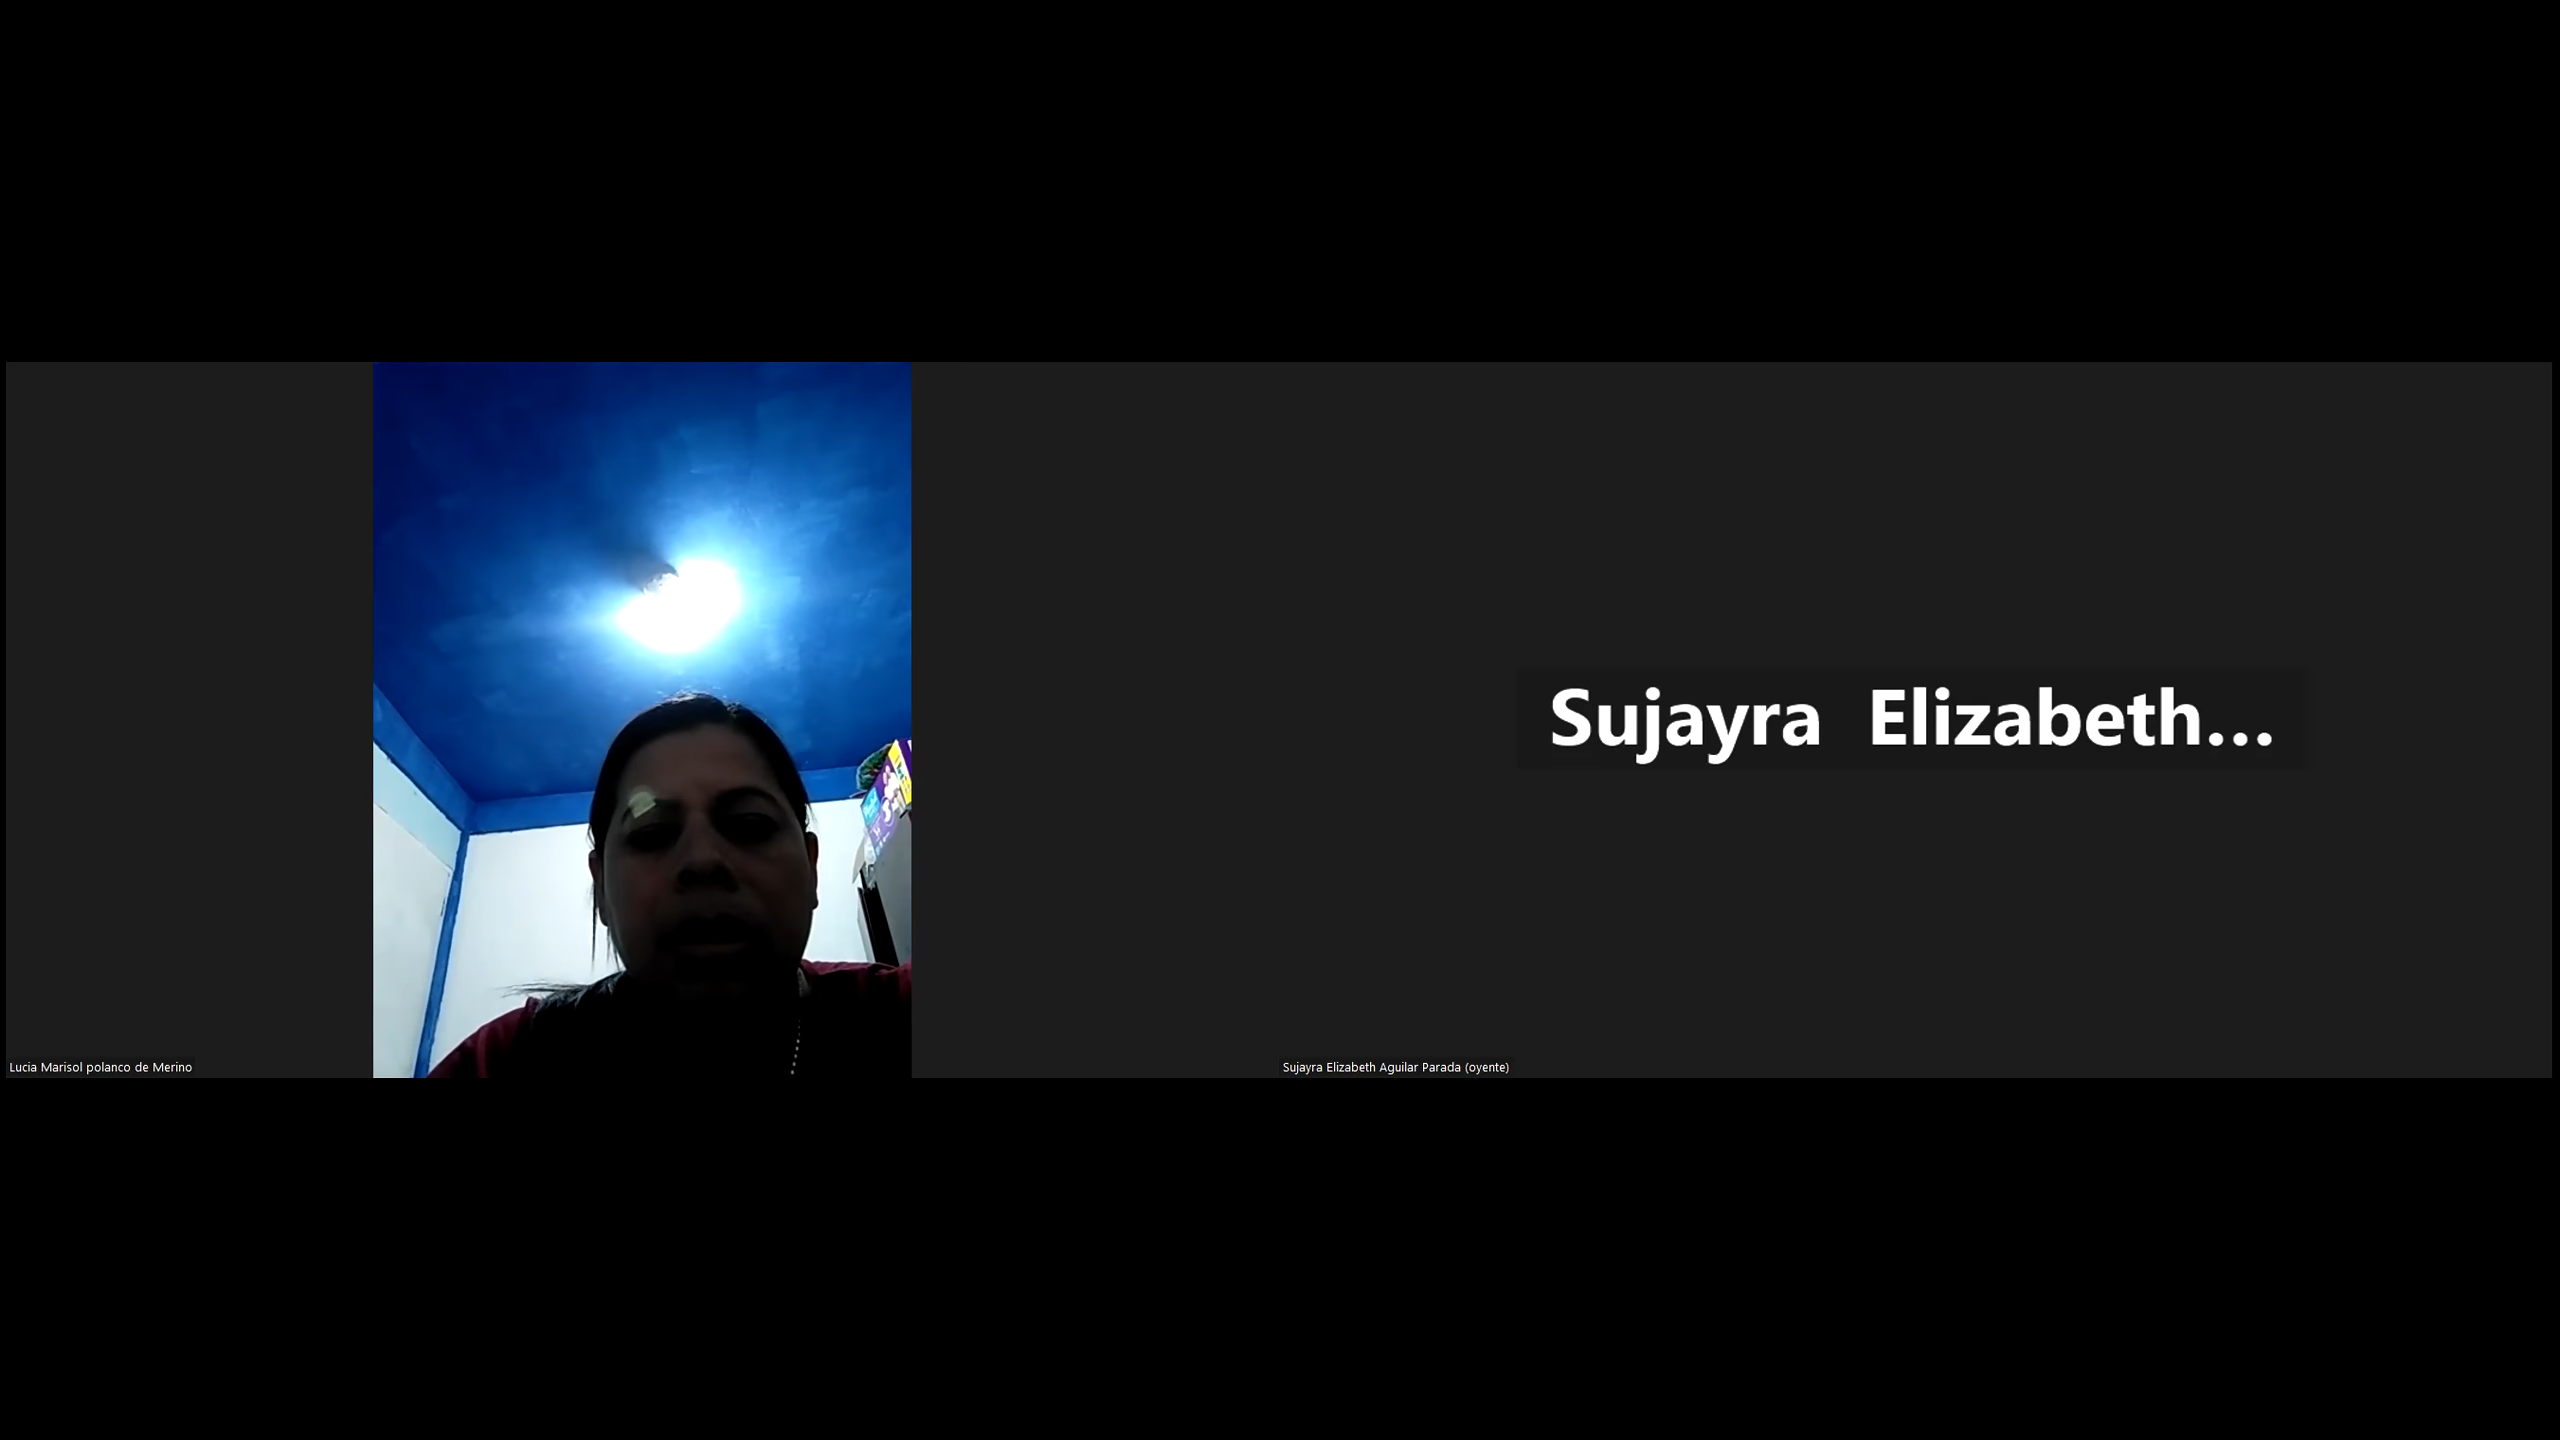 Sujayra  Elizabeth...
Lucia Marisol polanco de Merino
Sujayra Elizabeth Aguilar Parada (oyente)